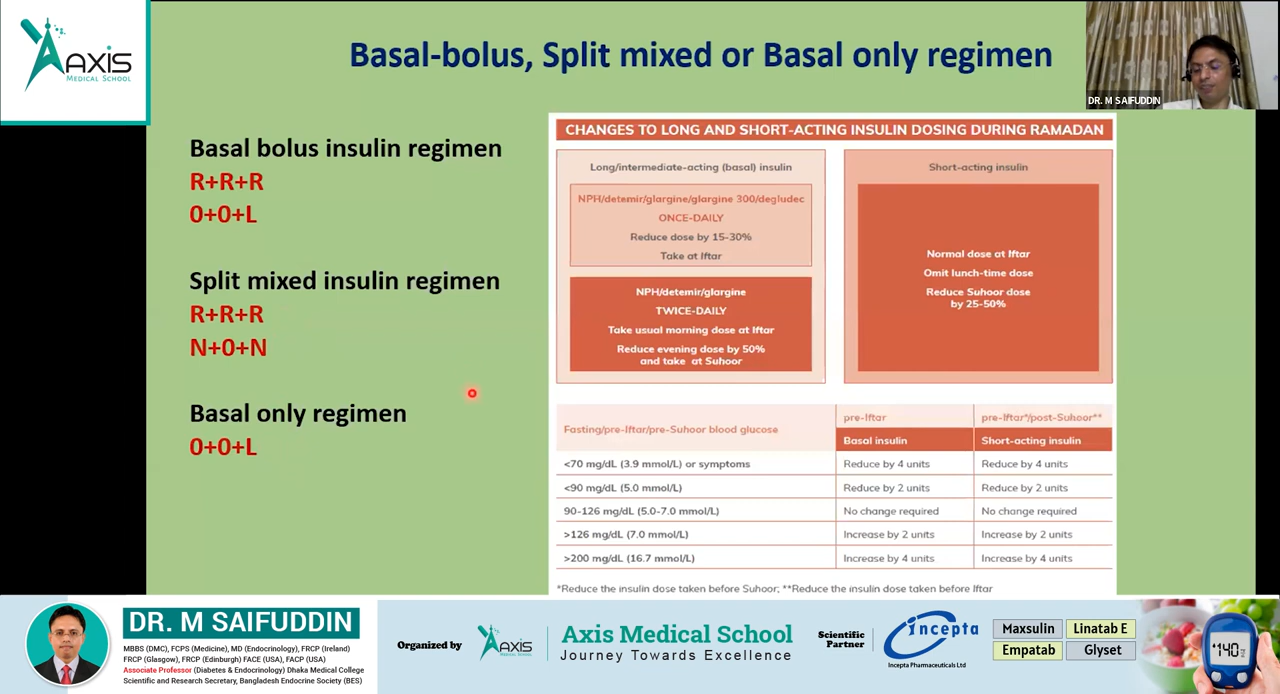 AXIS
MEDICAL SCHOOL
Basal-bolus, Split mixed or Basal only regimen
DR. M SAIFUDDIN
Basal bolus insulin regimen
R+R+R
0+0+L
Split mixed insulin regimen
R+R+R
N+0+N
Basal only regimen
0+0+L
CHANGES TO LONG AND SHORT-ACTING INSULIN DOSING DURING RAMADAN
Long/intermediate-acting (basal) insulin
NPH/detemir/glargine/glargine 300/degludec
ONCE-DAILY
Reduce dose by 15-30%
Take at Iftar
NPH/detemir/glargine
TWICE-DAILY
Take usual morning dose at Iftar
Reduce evening dose by 50%
and take at Suhoor
Short-acting insulin
Normal dose at Iftar
Omit lunch-time dose
Reduce Suhoor dose
by 25-50%
Fasting/pre-Iftar/pre-Suhoor blood glucose
pre-Iftar
pre-Iftar*/post-Suhoor**
Basal insulin
Short-acting insulin
<70 mg/dL (3.9 mmol/L) or symptoms Reduce by 4 units Reduce by 4 units
<90 mg/dL (5.0 mmol/L) Reduce by 2 units Reduce by 2 units
90-126 mg/dL (5.0-7.0 mmol/L) No change required No change required
>126 mg/dL (7.0 mmol/L) Increase by 2 units Increase by 2 units
>200 mg/dL (16.7 mmol/L) Increase by 4 units Increase by 4 units
*Reduce the insulin dose taken before Suhoor; **Reduce the insulin dose taken before Iftar
DR. M SAIFUDDIN
MBBS (DMC), FCPS (Medicine), MD (Endocrinology), FRCP (Ireland)
FRCP (Glasgow), FRCP (Edinburgh) FACE (USA), FACP (USA)
Associate Professor (Diabetes & Endocrinology) Dhaka Medical College
Scientific and Research Secretary, Bangladesh Endocrine Society (BES)
Organized by
AXIS
MEDICAL SCHOOL
Axis Medical School
Journey Towards Excellence
Scientific
Partner
incepta
Incepta Pharmaceuticals Ltd
Maxsulin
Linatab E
Empatab
Glyset
140